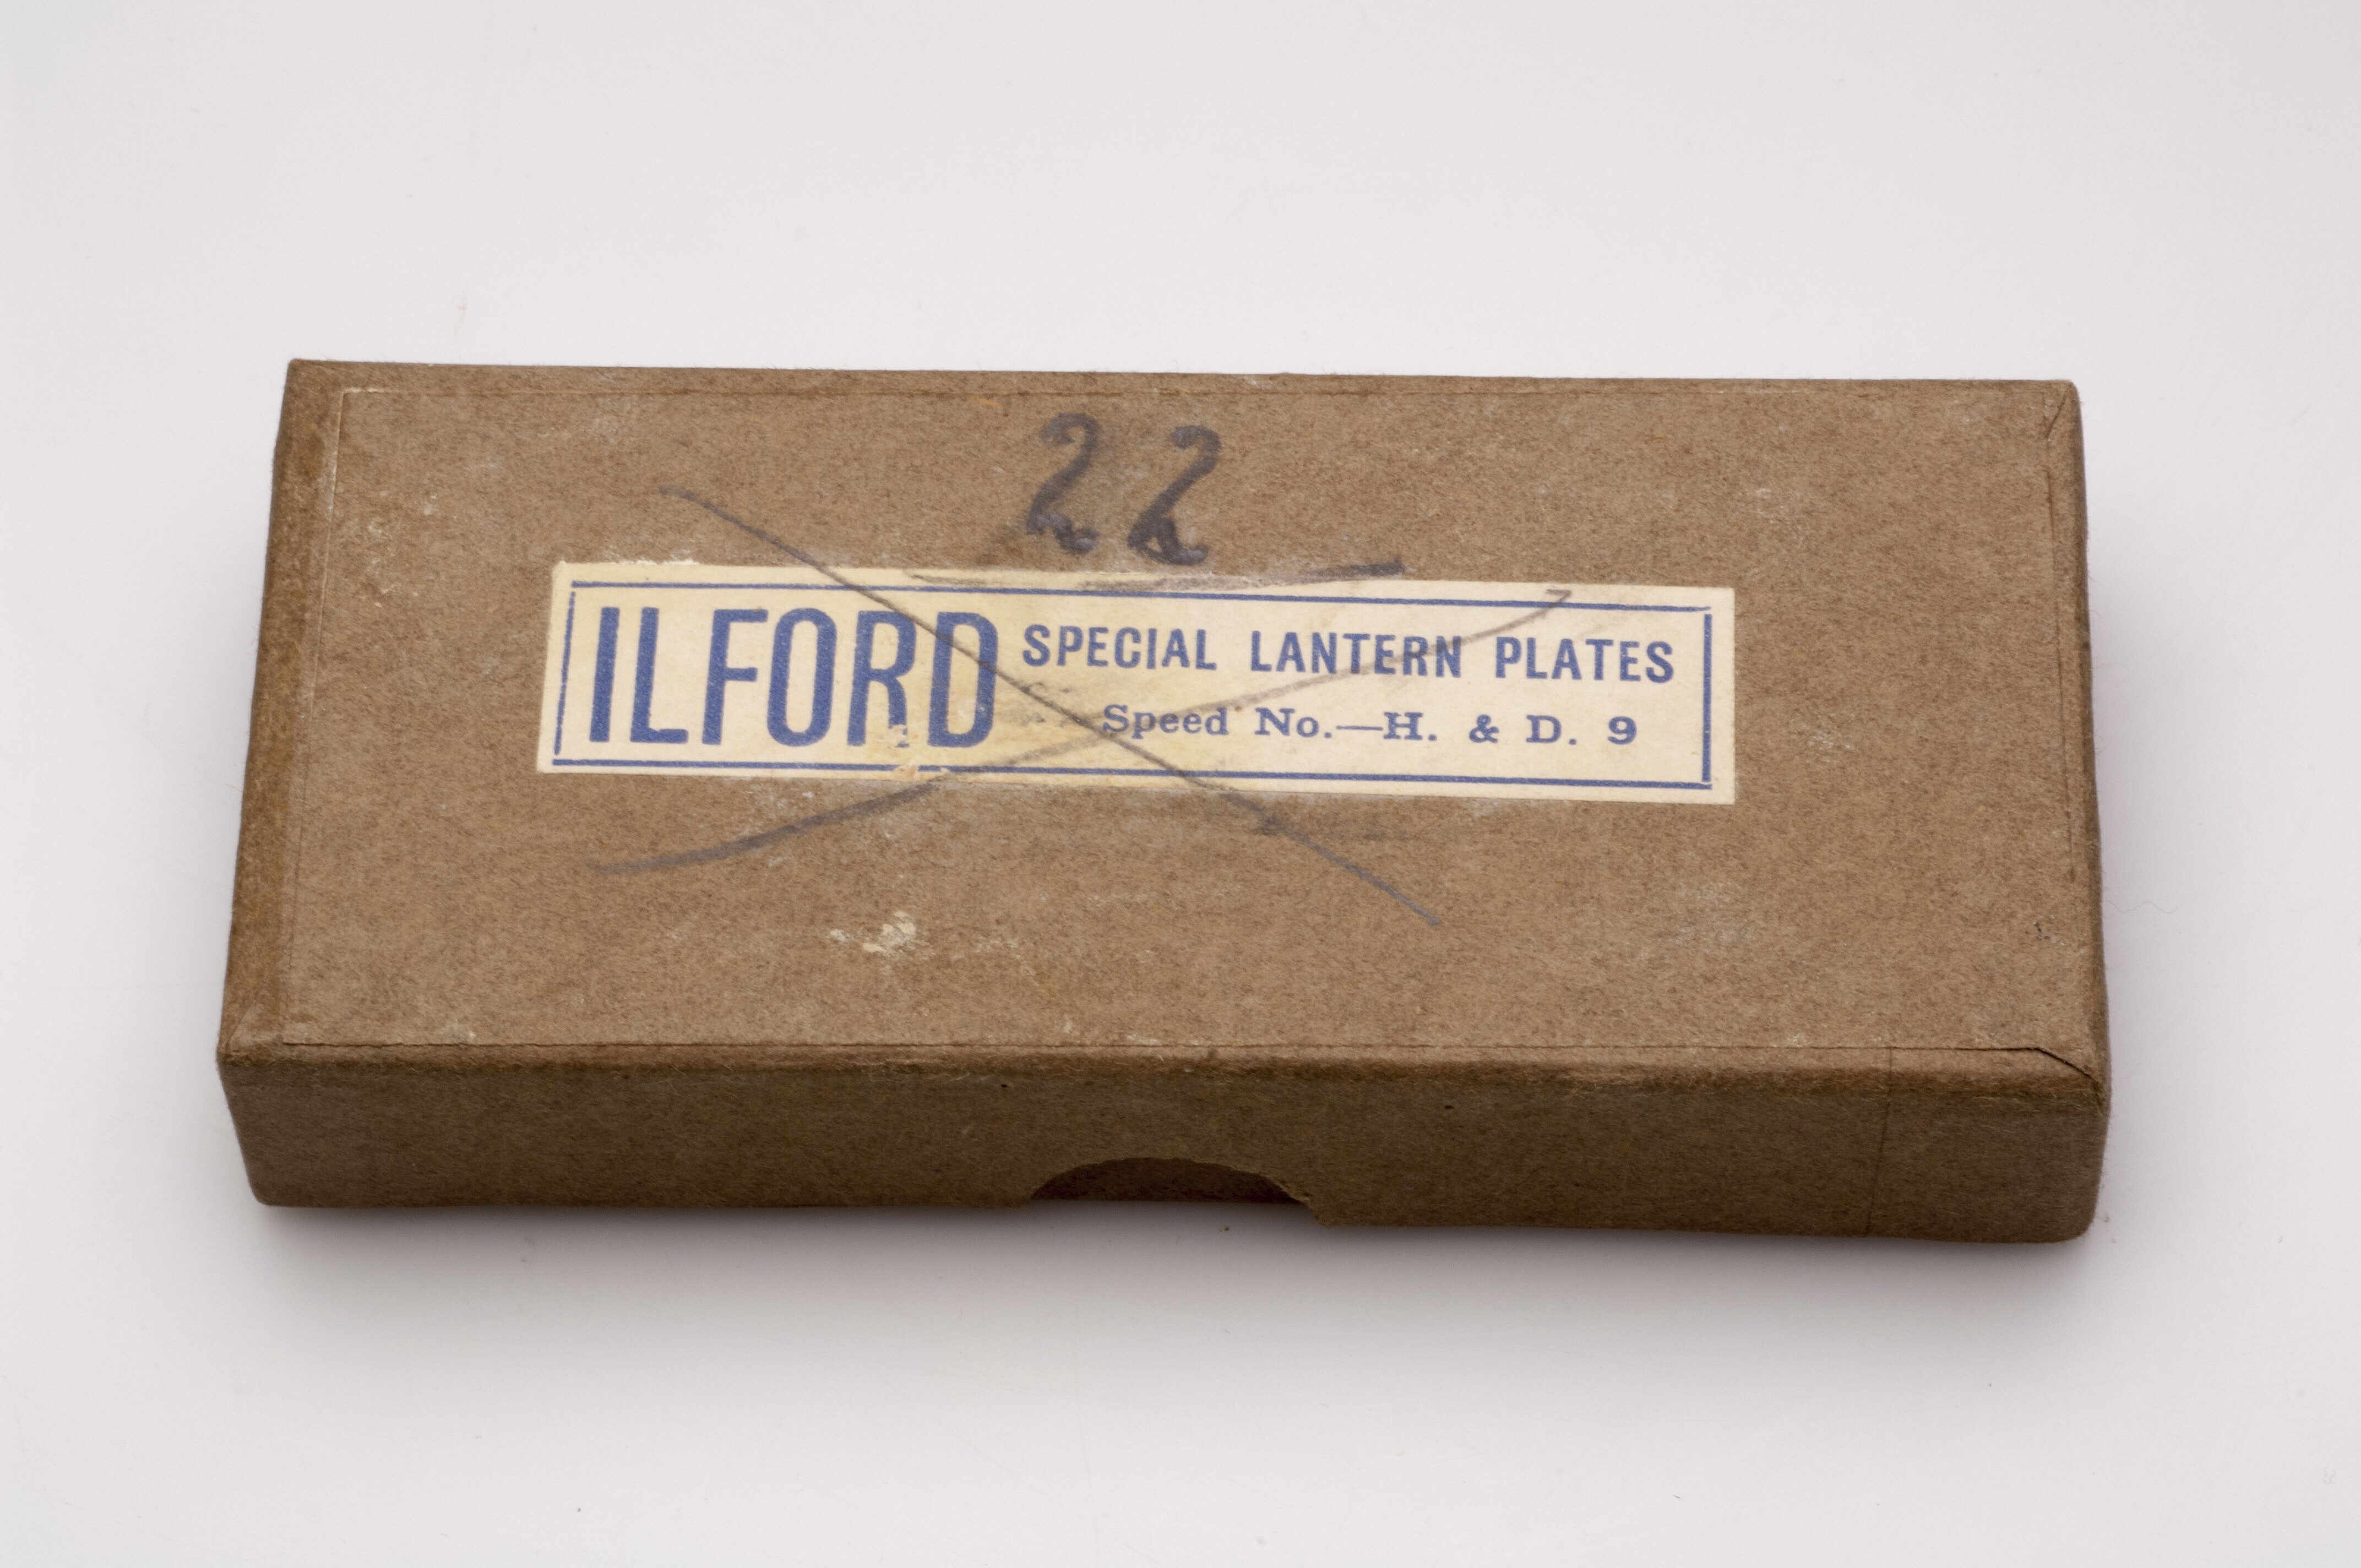 22
ILFORD SPECIAL LANTERN PLATES
Speed No.—H. & D. 9